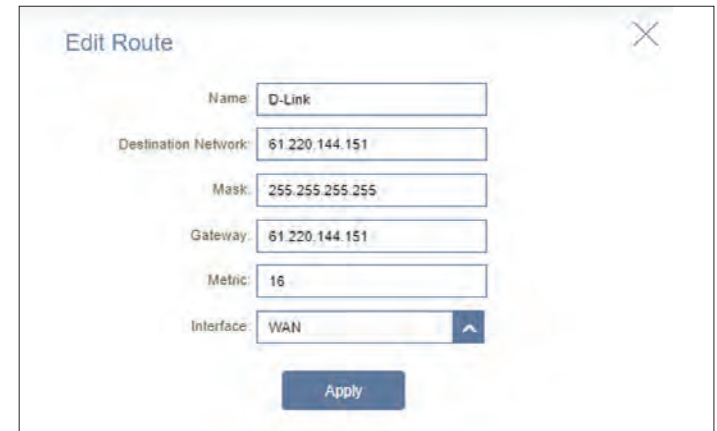 Edit Route
Name: D-Link
Destination Network: 61.220.144.151
Mask: 255.255.255.255
Gateway: 61.220.144.151
Metric: 16
Interface: WAN
Apply